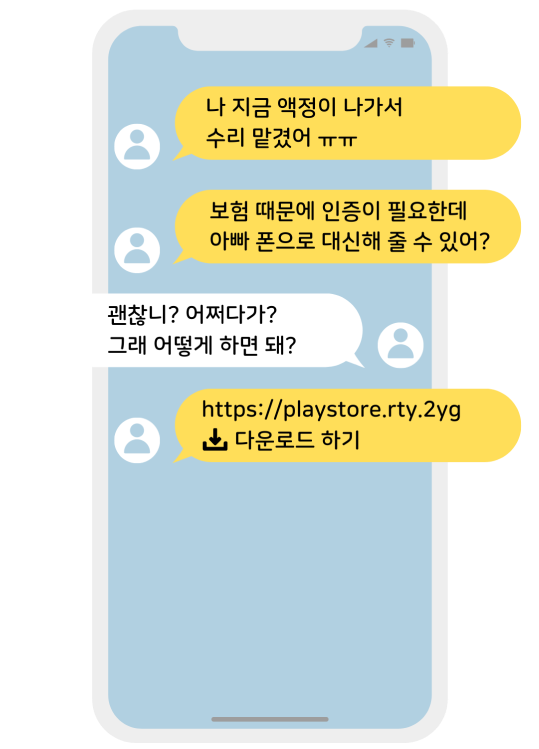 나 지금 액정이 나가서
수리 맡겼어 ㅠㅠ
보험 때문에 인증이 필요한데
아빠 폰으로 대신해 줄 수 있어?
괜찮니? 어쩌다가?
그래 어떻게 하면 돼?
https://playstore.rty.2yg
다운로드 하기